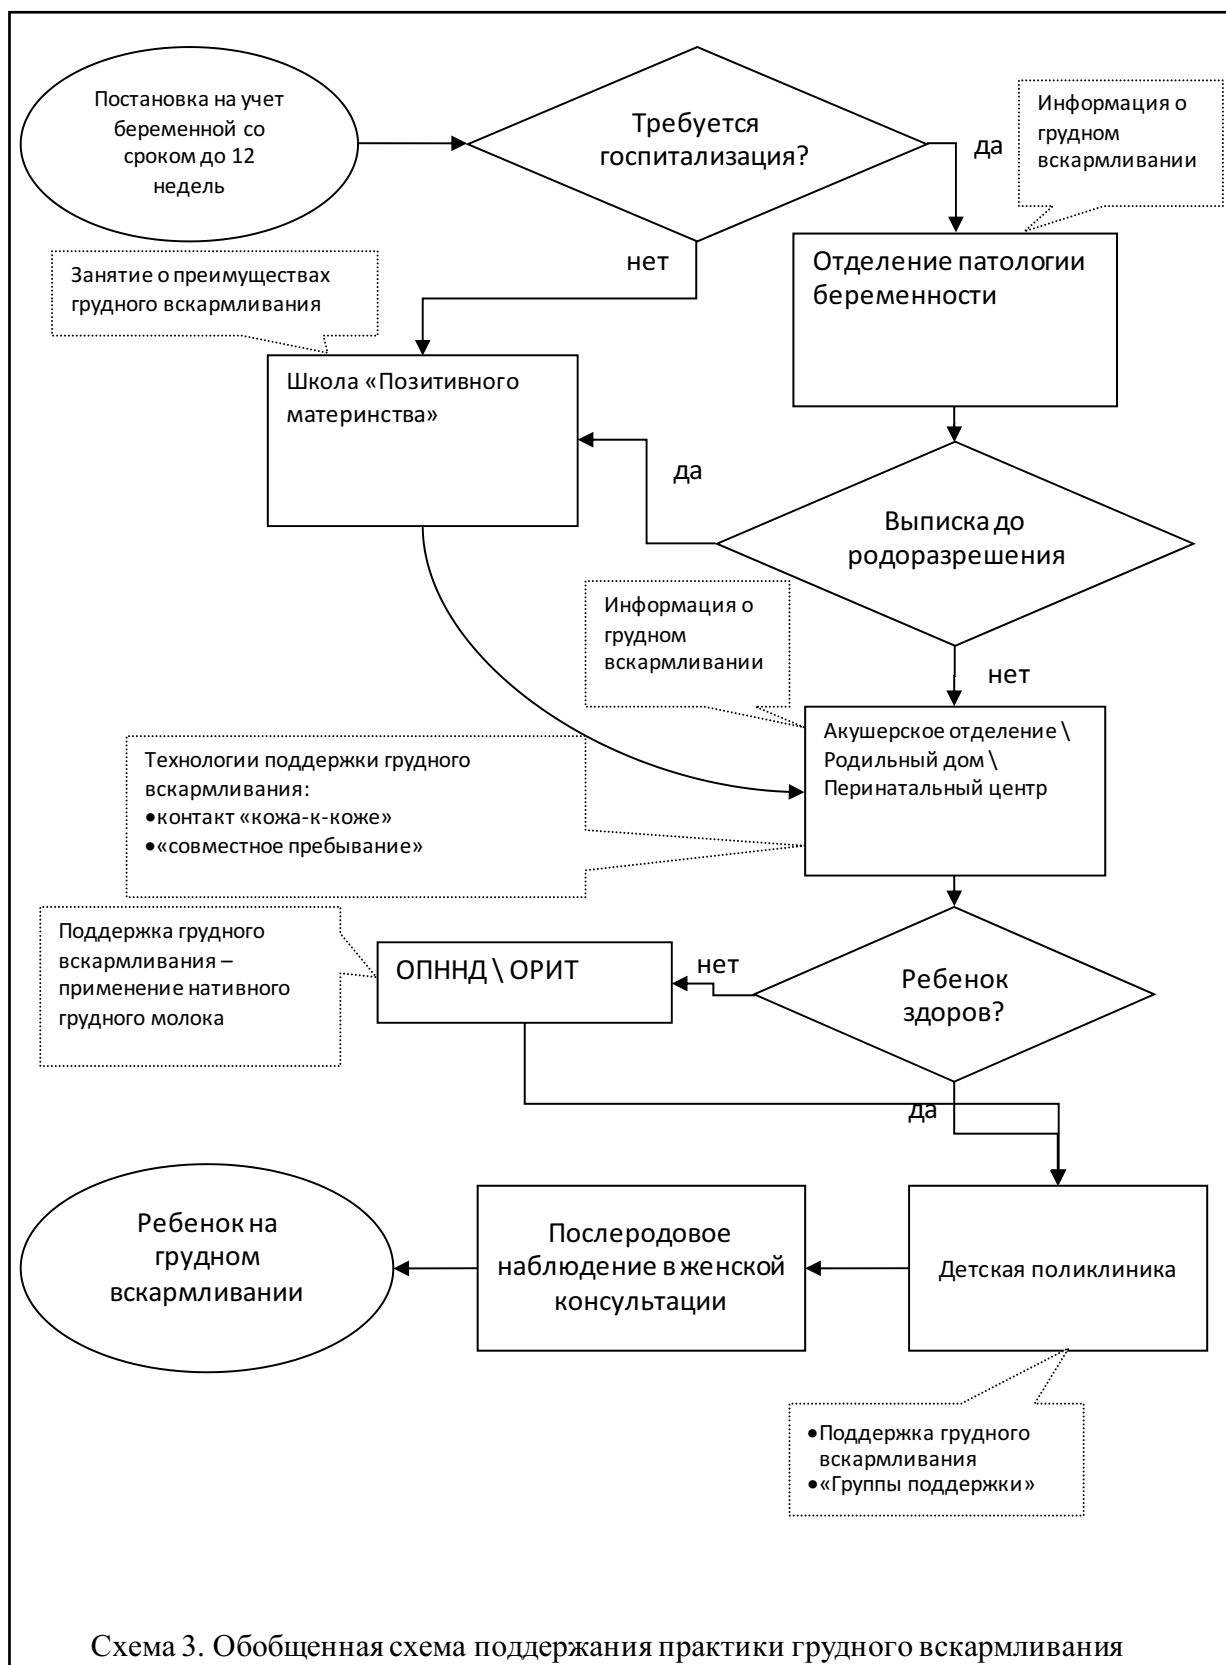 Постановка на учет
беременной со
сроком до 12
недель
Требуется
госпитализация?
да
Информация о
грудном
вскармливании
нет
Занятие о преимуществах
грудного вскармливания
Отделение патологии
беременности
Школа «Позитивного
материнства»
да
Выписка до
родоразрешения
Информация о
грудном
вскармливании
нет
Акушерское отделение \
Родильный дом \
Перинатальный центр
Технологии поддержки грудного
вскармливания:
•контакт «кожа-к-коже»
•«совместное пребывание»
Поддержка грудного
вскармливания –
применение нативного
грудного молока
ОПННД \ ОРИТ
нет
Ребенок
здоров?
да
Ребенок на
грудном
вскармливании
Послеродовое
наблюдение в женской
консультации
Детская поликлиника
•Поддержка грудного
вскармливания
•«Группы поддержки»
Схема 3. Обобщенная схема поддержания практики грудного вскармливания